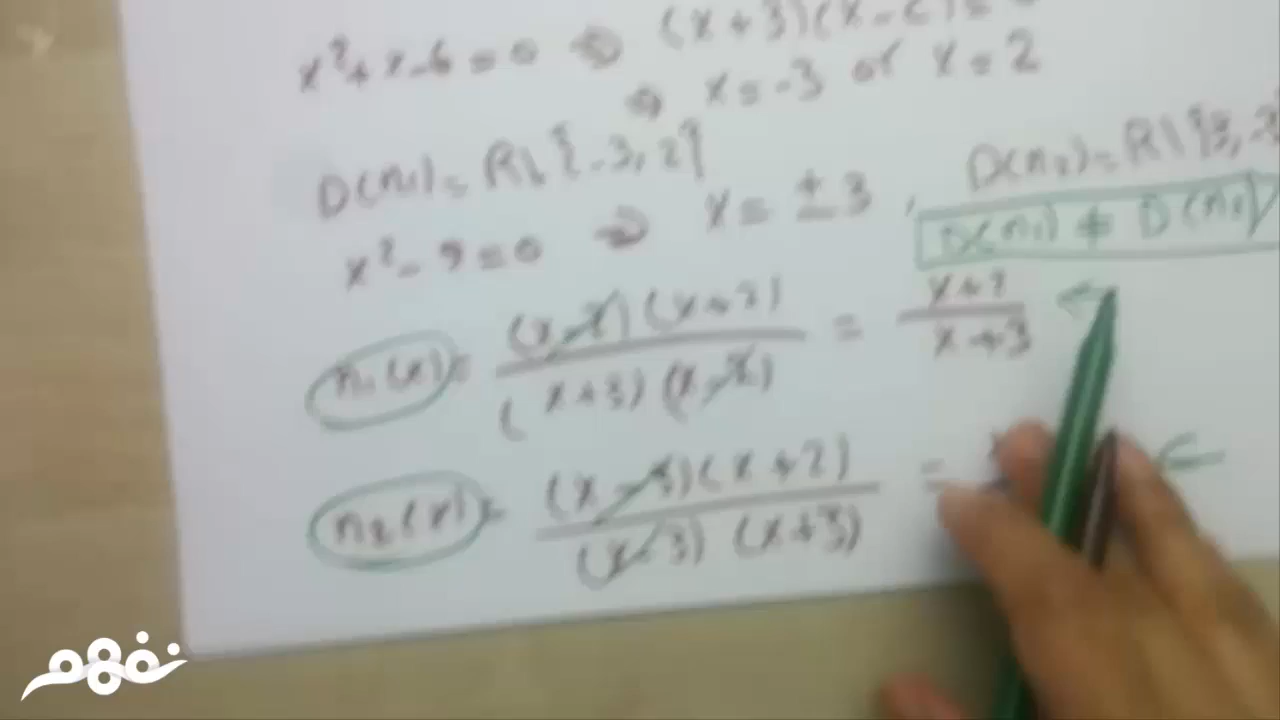 x²+x-6=0 ⇒ (x+3)(x-2)=0
⇒ x=-3 or x=2
D(n₁)=R\{-3,2}
x²-9=0 ⇒ x=±3, D(n₂)=R\{3,-3
D(n₁)≠D(n₂)
n₁(x)= (x-2)(x+2) / (x+3)(x-2) = x+2 / x+3 ←
n₂(x)= (x-3)(x+2) / (x-3)(x+3) = ←
نفهم